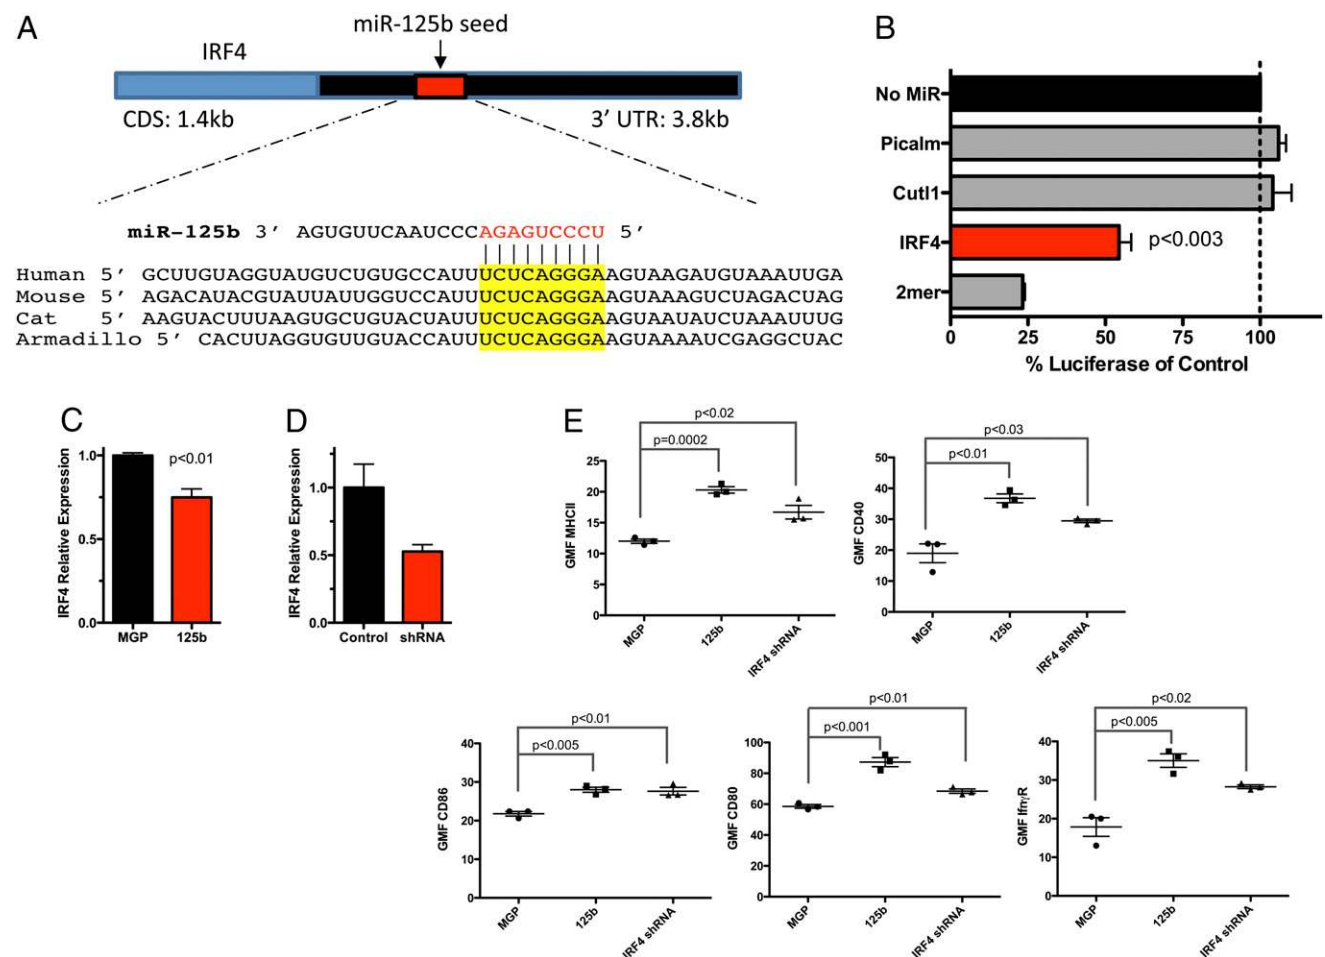 A
miR-125b seed
IRF4
CDS: 1.4kb
3′ UTR: 3.8kb
miR-125b 3′ AGUGUUCAAUCCCAGAGUCCCU 5′
Human 5′ GCUUGUAGGUAUGUCUGUGCCAUUUCUCAGGGAAGUAAGAUGUAAAUUGA
Mouse 5′ AGACAUACGUAUUAUUGGUCCAUUUCUCAGGGAAGUAAAGUCUAGACUAG
Cat 5′ AAGUACUUUAAGUGCUGUACUAUUUCUCAGGGAAGUAAUAUCUAAAUUUG
Armadillo 5′ CACUUAGGUGUUGUACCAUUUCUCAGGGAAGUAAAAUCGAGGCUAC
B
No MiR
Picalm
Cutl1
IRF4
p<0.003
2mer
0 25 50 75 100
% Luciferase of Control
C
IRF4 Relative Expression
1.0
0.5
0.0
p<0.01
MGP 125b
D
IRF4 Relative Expression
1.0
0.5
0.0
Control shRNA
E
p<0.02
p=0.0002
GMF MHCII
25
20
15
10
5
0
MGP
125b
IRF4 shRNA
p<0.03
p<0.01
GMF CD40
50
40
30
20
10
0
MGP
125b
IRF4 shRNA
p<0.01
p<0.005
GMF CD86
40
30
20
10
0
MGP
125b
IRF4 shRNA
p<0.01
p<0.001
GMF CD80
100
80
60
40
20
0
MGP
125b
IRF4 shRNA
p<0.02
p<0.005
GMF IfnγR
40
30
20
10
0
MGP
125b
IRF4 shRNA